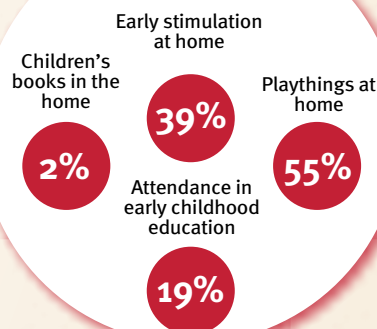 Early stimulation
at home
39%
Children's
books in the
home
2%
Playthings at
home
55%
Attendance in
early childhood
education
19%